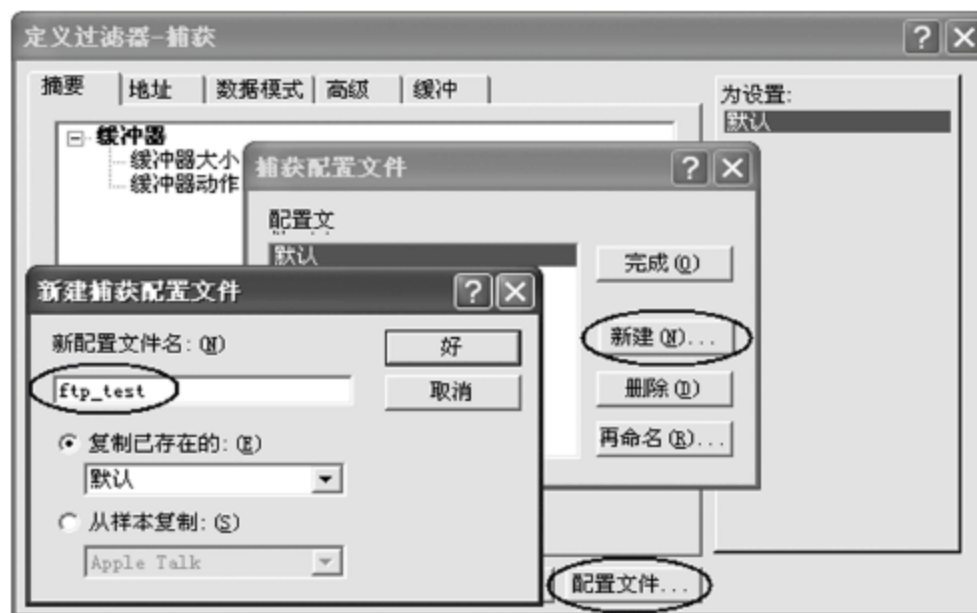 定义过滤器-捕获
摘要 地址 数据模式 高级 缓冲
为设置:
默认
缓冲器
缓冲器大小
缓冲器动作
捕获配置文件
配置文
默认
完成(O)
新建(N)...
删除(D)
再命名(R)...
新建捕获配置文件
新配置文件名:(N)
好
ftp_test
取消
复制已存在的:(E)
默认
从样本复制:(S)
Apple Talk
配置文件...